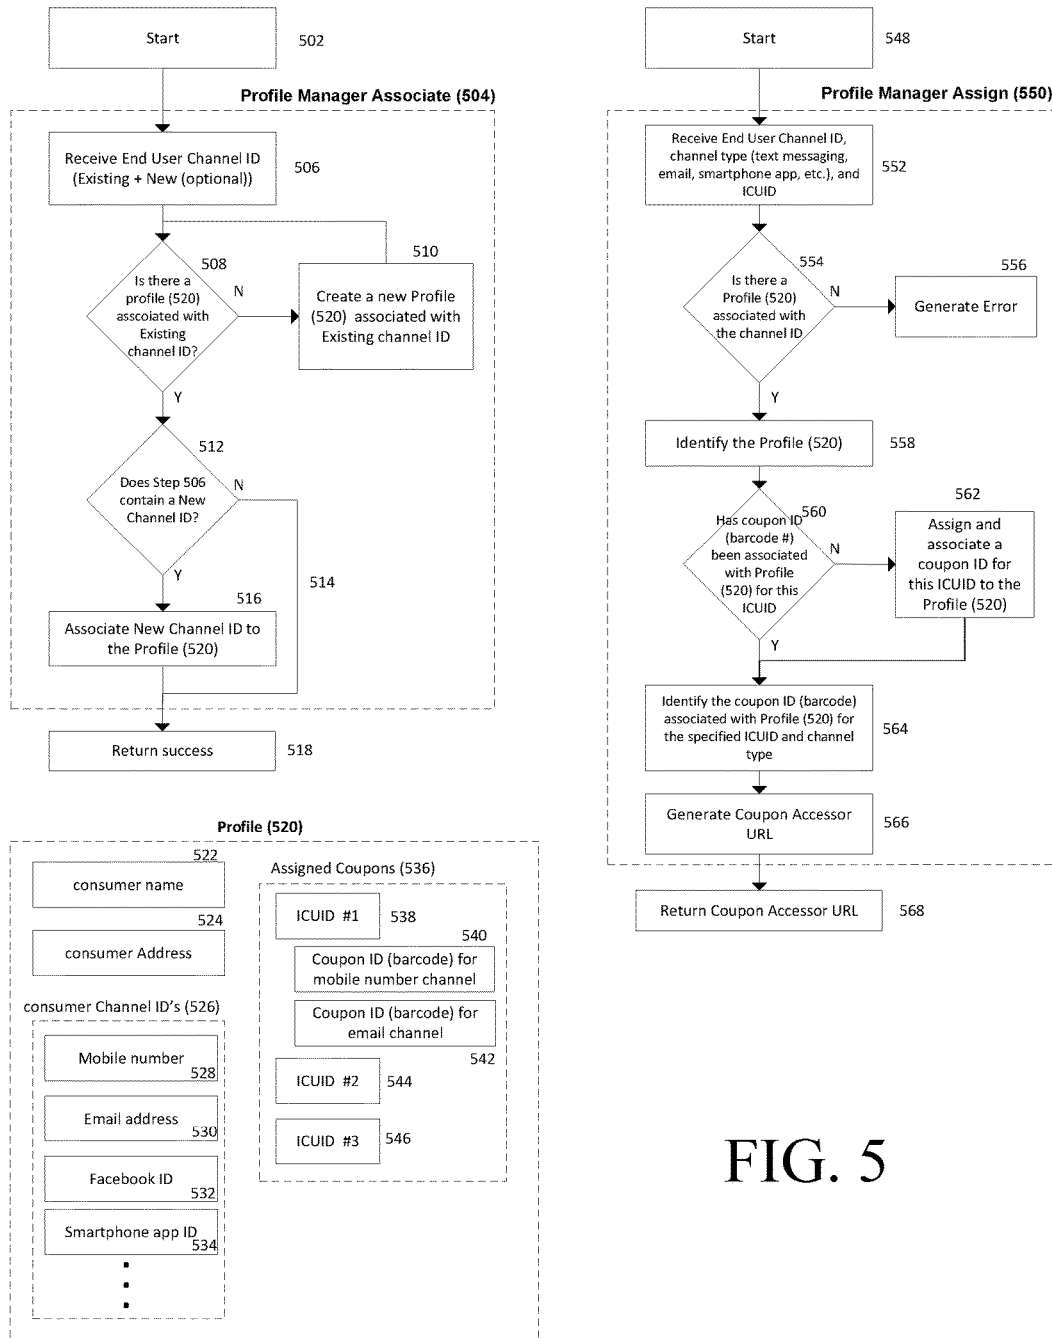 Start
502
Profile Manager Associate (504)
Receive End User Channel ID
(Existing + New (optional))
506
508
Is there a
profile (520)
asscoiated with
Existing
channel ID?
N
510
Create a new Profile
(520) associated with
Existing channel ID
Y
512
Does Step 506
contain a New
Channel ID?
N
514
Y
516
Associate New Channel ID to
the Profile (520)
Return success
518
Start
548
Profile Manager Assign (550)
Receive End User Channel ID,
channel type (text messaging,
email, smartphone app, etc.), and
ICUID
552
554
Is there a
Profile (520)
associated with
the channel ID
N
556
Generate Error
Y
Identify the Profile (520)
558
560
Has coupon ID
(barcode #)
been associated
with Profile
(520) for this
ICUID
N
562
Assign and
associate a
coupon ID for
this ICUID to the
Profile (520)
Y
Identify the coupon ID (barcode)
associated with Profile (520) for
the specified ICUID and channel
type
564
Generate Coupon Accessor
URL
566
Return Coupon Accessor URL
568
Profile (520)
522
consumer name
524
consumer Address
consumer Channel ID's (526)
Mobile number
528
Email address
530
Facebook ID
532
Smartphone app ID
534
Assigned Coupons (536)
ICUID #1
538
540
Coupon ID (barcode) for
mobile number channel
Coupon ID (barcode) for
email channel
542
ICUID #2
544
ICUID #3
546
FIG. 5